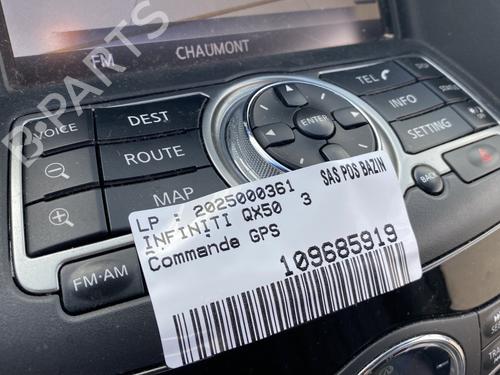 FM CHAUMONT
B-PARTS
VOICE
DEST
ROUTE
MAP
FM·AM
ENTER
TEL
INFO
SETTING
BACK
STATUS
LP : 2025000361
INFINITI QX50 3
Commande GPS
SAS PDS BAZIN
109685919